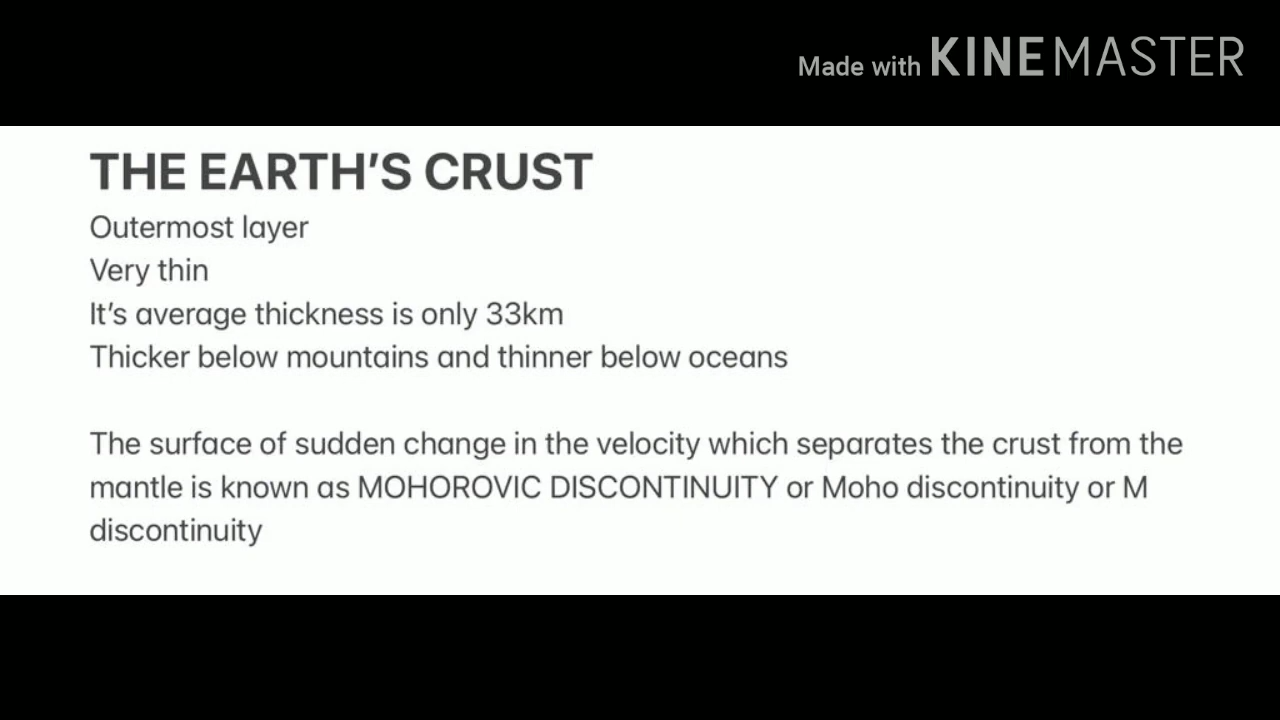 Made with KINEMASTER
THE EARTH’S CRUST
Outermost layer
Very thin
It’s average thickness is only 33km
Thicker below mountains and thinner below oceans
The surface of sudden change in the velocity which separates the crust from the
mantle is known as MOHOROVIC DISCONTINUITY or Moho discontinuity or M
discontinuity